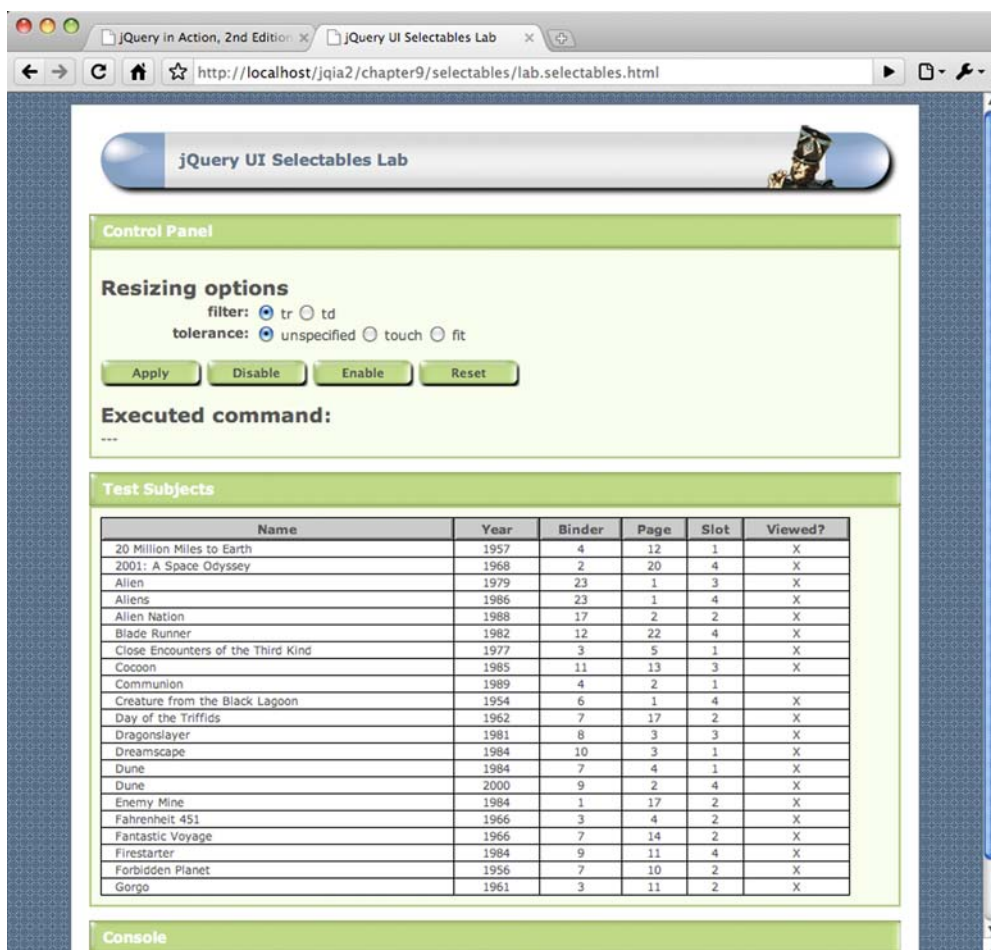 jQuery in Action, 2nd Edition
jQuery UI Selectables Lab
http://localhost/jqia2/chapter9/selectables/lab.selectables.html
jQuery UI Selectables Lab
Control Panel
Resizing options
filter: tr td
tolerance: unspecified touch fit
Apply Disable Enable Reset
Executed command:
---
Test Subjects
Name Year Binder Page Slot Viewed?
20 Million Miles to Earth 1957 4 12 1 X
2001: A Space Odyssey 1968 2 20 4 X
Alien 1979 23 1 3 X
Aliens 1986 23 1 4 X
Alien Nation 1988 17 2 2 X
Blade Runner 1982 12 22 4 X
Close Encounters of the Third Kind 1977 3 5 1 X
Cocoon 1985 11 13 3 X
Communion 1989 4 2 1
Creature from the Black Lagoon 1954 6 1 4 X
Day of the Triffids 1962 7 17 2 X
Dragonslayer 1981 8 3 3 X
Dreamscape 1984 10 3 1 X
Dune 1984 7 4 1 X
Dune 2000 9 2 4 X
Enemy Mine 1984 1 17 2 X
Fahrenheit 451 1966 3 4 2 X
Fantastic Voyage 1966 7 14 2 X
Firestarter 1984 9 11 4 X
Forbidden Planet 1956 7 10 2 X
Gorgo 1961 3 11 2 X
Console